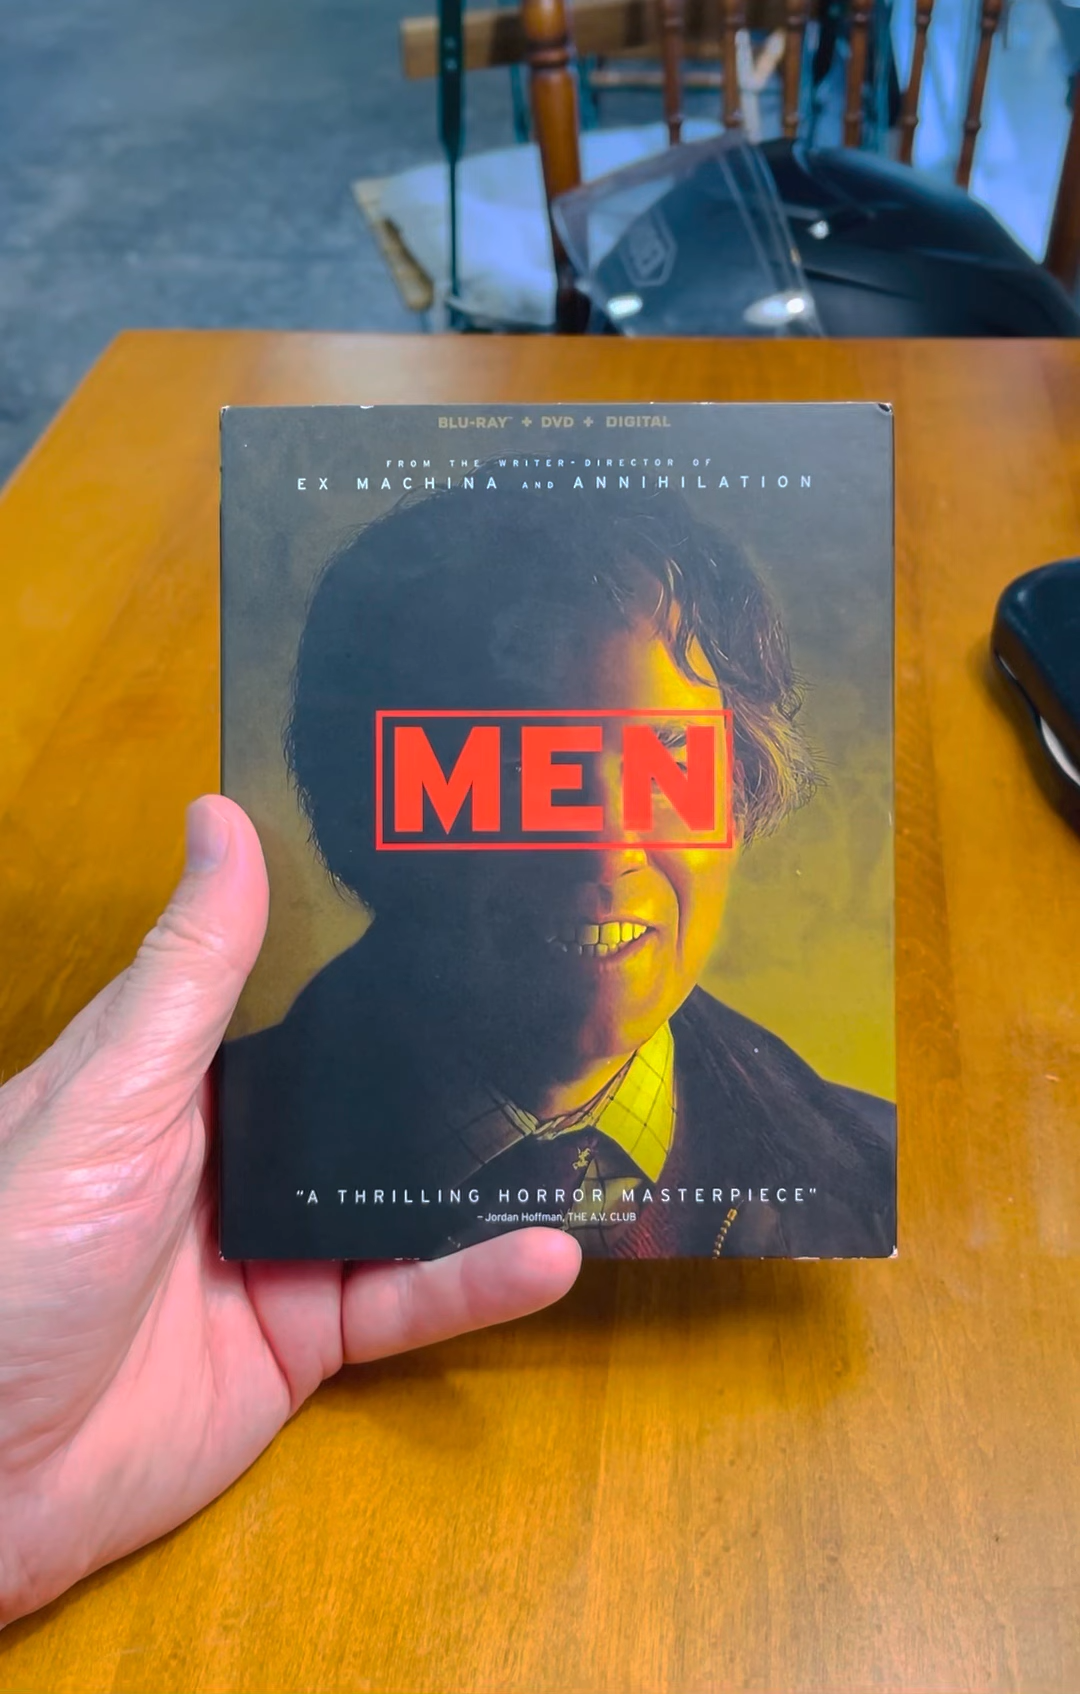 BLU-RAY™ + DVD + DIGITAL
FROM THE WRITER-DIRECTOR OF
EX MACHINA AND ANNIHILATION
MEN
"A THRILLING HORROR MASTERPIECE"
– Jordan Hoffman, THE A.V. CLUB